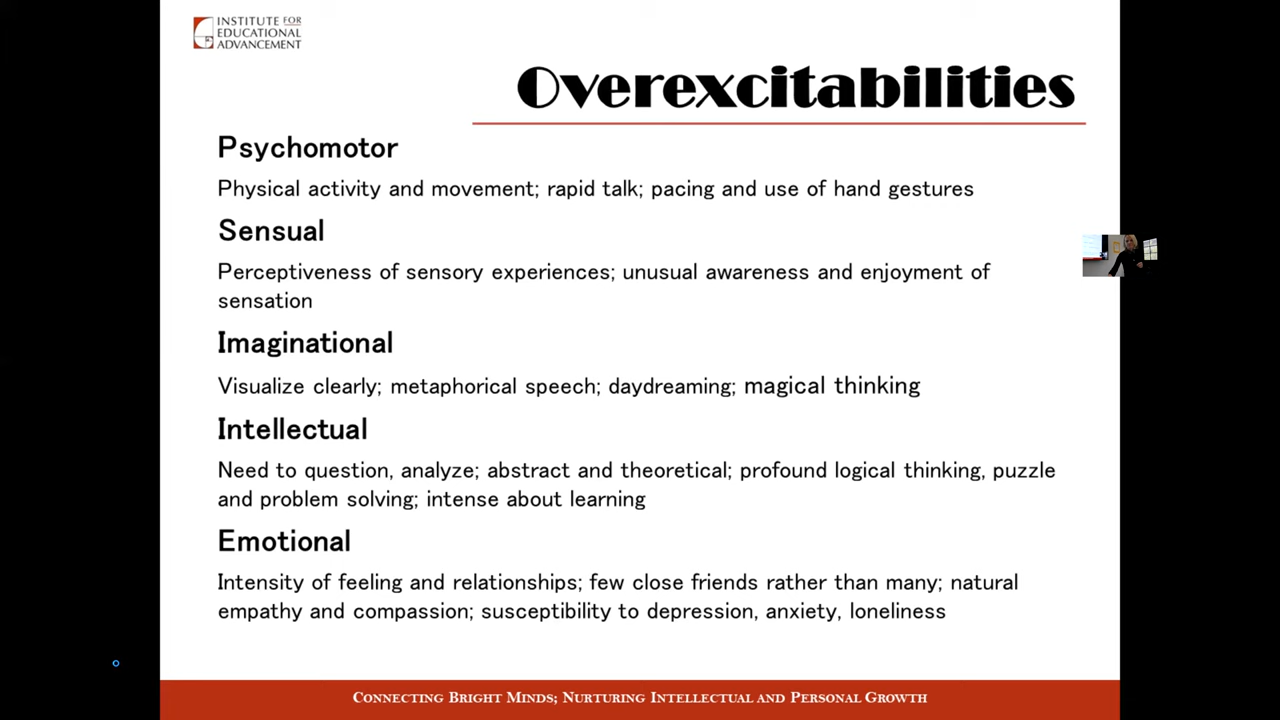 INSTITUTE FOR
EDUCATIONAL
ADVANCEMENT
Overexcitabilities
Psychomotor
Physical activity and movement; rapid talk; pacing and use of hand gestures
Sensual
Perceptiveness of sensory experiences; unusual awareness and enjoyment of
sensation
Imaginational
Visualize clearly; metaphorical speech; daydreaming; magical thinking
Intellectual
Need to question, analyze; abstract and theoretical; profound logical thinking, puzzle
and problem solving; intense about learning
Emotional
Intensity of feeling and relationships; few close friends rather than many; natural
empathy and compassion; susceptibility to depression, anxiety, loneliness
CONNECTING BRIGHT MINDS; NURTURING INTELLECTUAL AND PERSONAL GROWTH